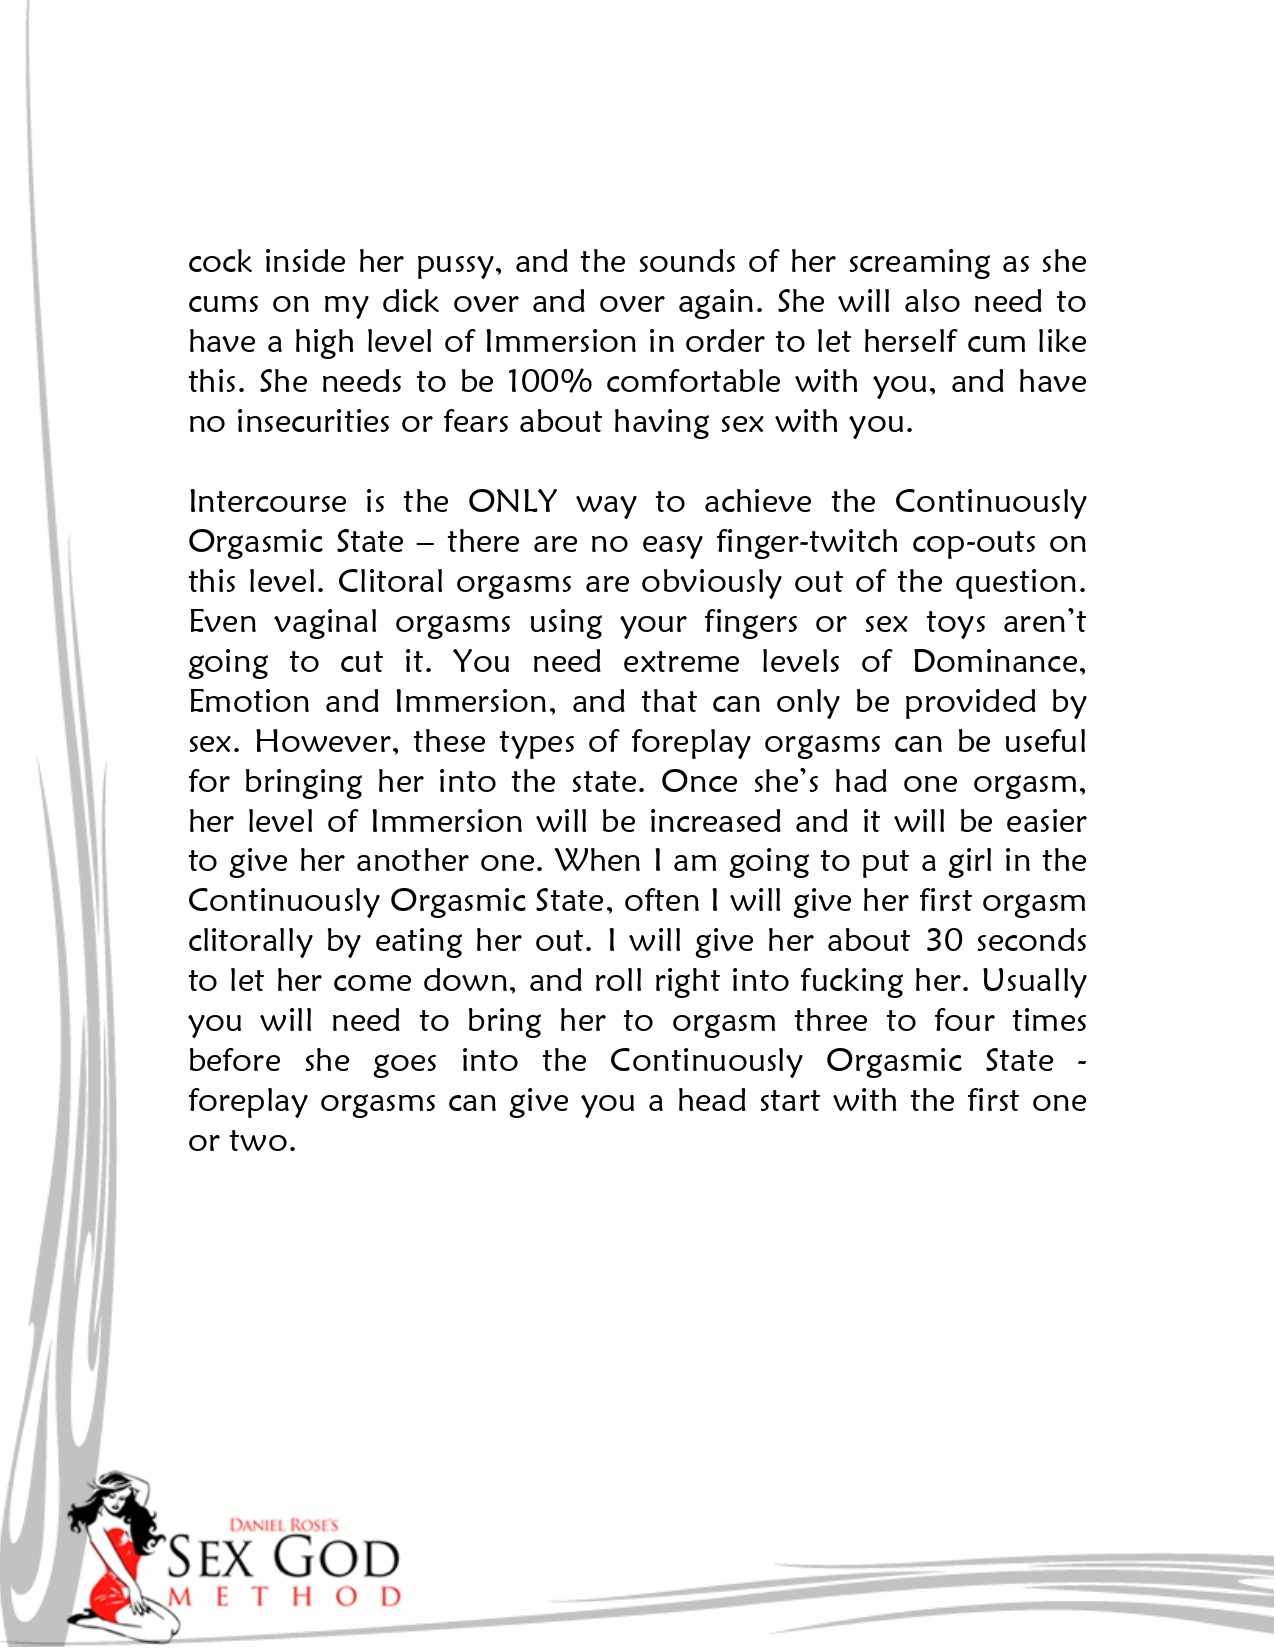 cock inside her pussy, and the sounds of her screaming as she
cums on my dick over and over again. She will also need to
have a high level of Immersion in order to let herself cum like
this. She needs to be 100% comfortable with you, and have
no insecurities or fears about having sex with you.
Intercourse is the ONLY way to achieve the Continuously
Orgasmic State – there are no easy finger-twitch cop-outs on
this level. Clitoral orgasms are obviously out of the question.
Even vaginal orgasms using your fingers or sex toys aren’t
going to cut it. You need extreme levels of Dominance,
Emotion and Immersion, and that can only be provided by
sex. However, these types of foreplay orgasms can be useful
for bringing her into the state. Once she’s had one orgasm,
her level of Immersion will be increased and it will be easier
to give her another one. When I am going to put a girl in the
Continuously Orgasmic State, often I will give her first orgasm
clitorally by eating her out. I will give her about 30 seconds
to let her come down, and roll right into fucking her. Usually
you will need to bring her to orgasm three to four times
before she goes into the Continuously Orgasmic State -
foreplay orgasms can give you a head start with the first one
or two.
DANIEL ROSE'S
SEX GOD
METHOD